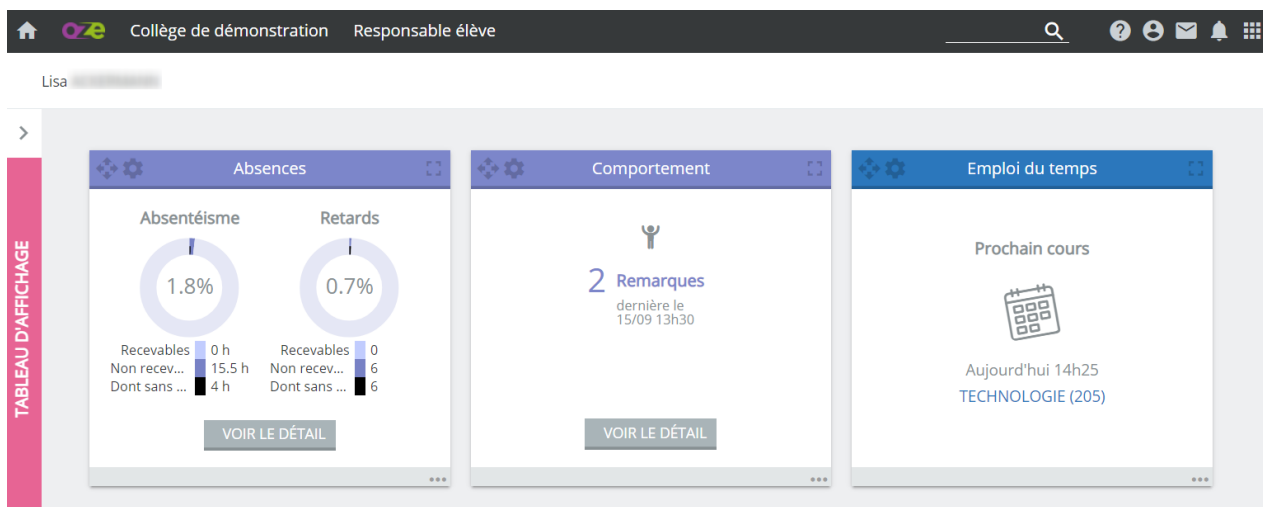 oze Collège de démonstration Responsable élève
Lisa
TABLEAU D'AFFICHAGE
Absences
Absentéisme Retards
1.8% 0.7%
Recevables 0 h Recevables 0
Non recev... 15.5 h Non recev... 6
Dont sans ... 4 h Dont sans ... 6
VOIR LE DÉTAIL
Comportement
2 Remarques
dernière le
15/09 13h30
VOIR LE DÉTAIL
Emploi du temps
Prochain cours
Aujourd'hui 14h25
TECHNOLOGIE (205)